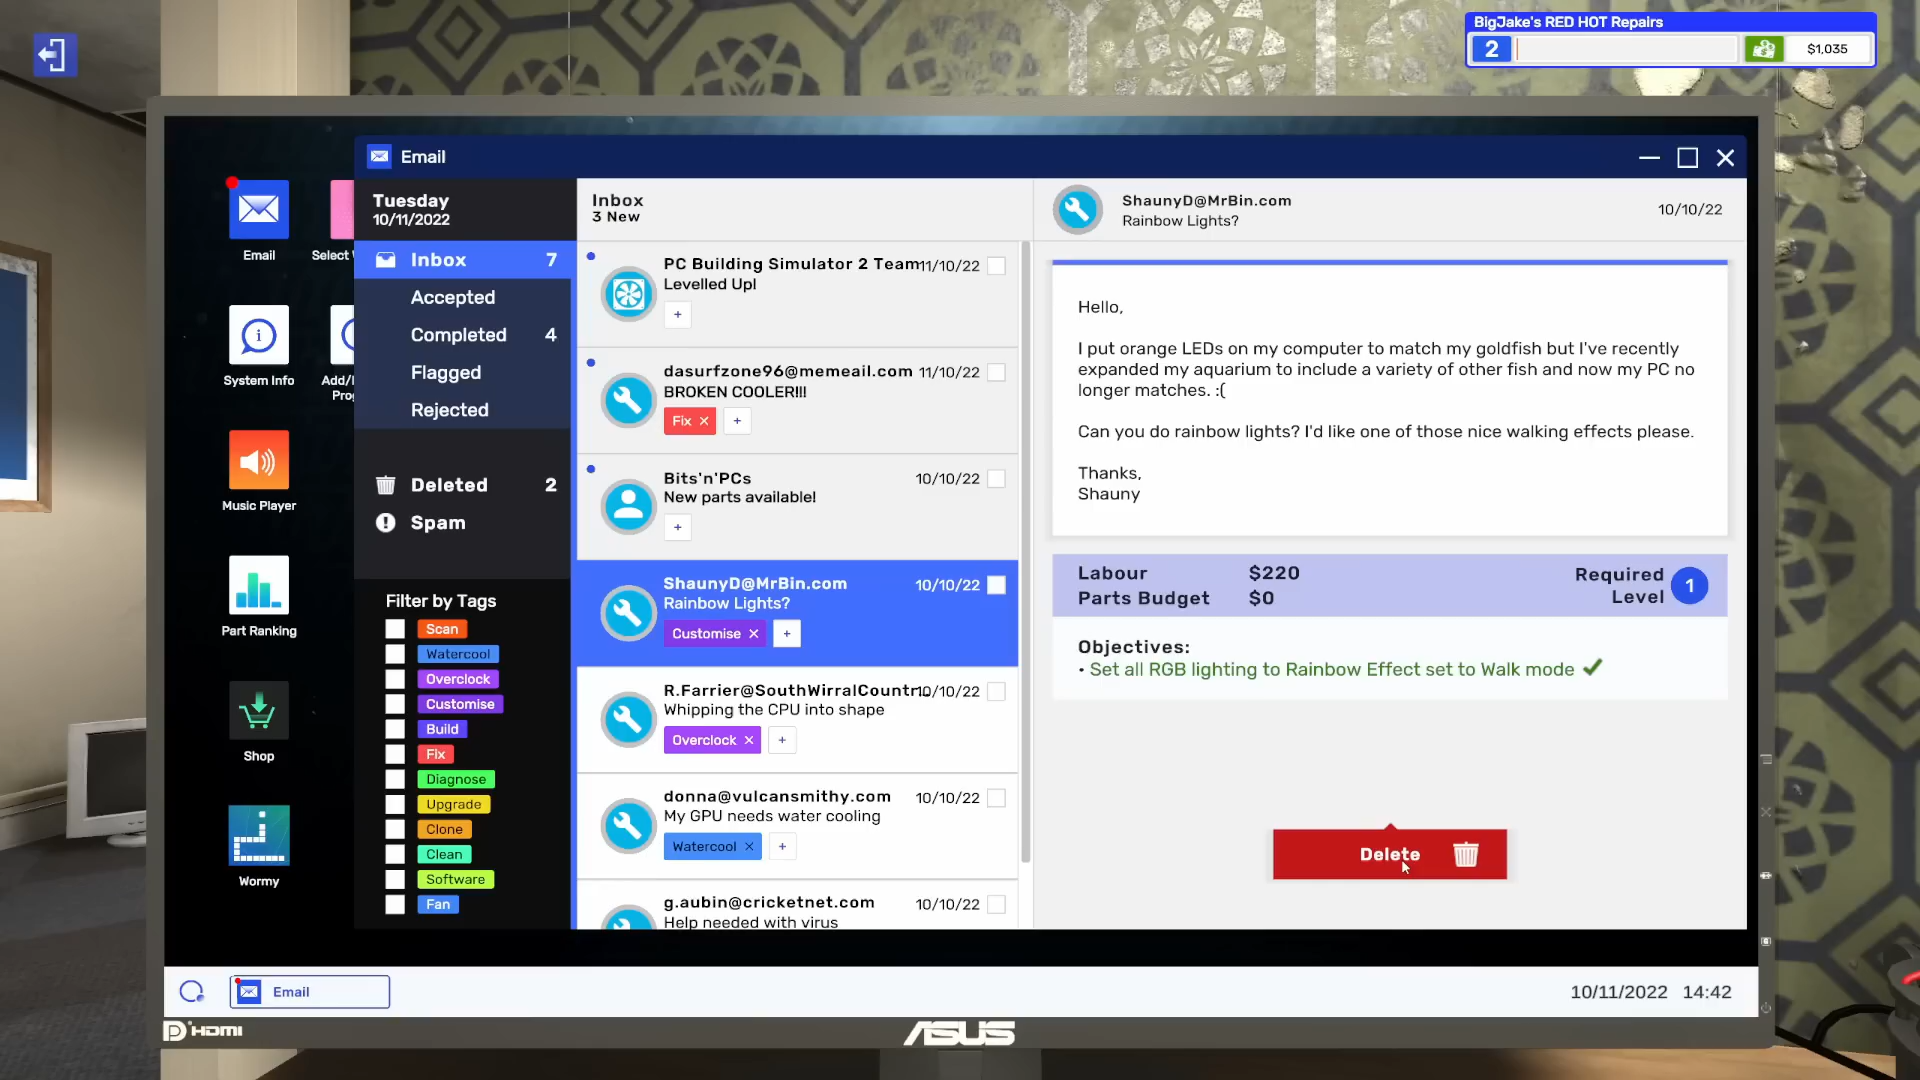 BigJake's RED HOT Repairs
2
$1,035
Email
Select
System Info
Add/
Pro
Music Player
Part Ranking
Shop
Wormy
Email
Tuesday
10/11/2022
Inbox 7
Accepted
Completed 4
Flagged
Rejected
Deleted 2
Spam
Filter by Tags
Scan
Watercool
Overclock
Customise
Build
Fix
Diagnose
Upgrade
Clone
Clean
Software
Fan
Inbox
3 New
PC Building Simulator 2 Team 11/10/22
Levelled Up!
+
dasurfzone96@memeail.com 11/10/22
BROKEN COOLER!!!
Fix × +
Bits'n'PCs 10/10/22
New parts available!
+
ShaunyD@MrBin.com 10/10/22
Rainbow Lights?
Customise × +
R.Farrier@SouthWirralCountr... 10/10/22
Whipping the CPU into shape
Overclock × +
donna@vulcansmithy.com 10/10/22
My GPU needs water cooling
Watercool × +
g.aubin@cricketnet.com 10/10/22
Help needed with virus
ShaunyD@MrBin.com
Rainbow Lights?
10/10/22
Hello,
I put orange LEDs on my computer to match my goldfish but I've recently
expanded my aquarium to include a variety of other fish and now my PC no
longer matches. :(
Can you do rainbow lights? I'd like one of those nice walking effects please.
Thanks,
Shauny
Labour $220
Parts Budget $0
Required
Level 1
Objectives:
• Set all RGB lighting to Rainbow Effect set to Walk mode ✓
Delete
Email
10/11/2022 14:42
HDMI
ASUS